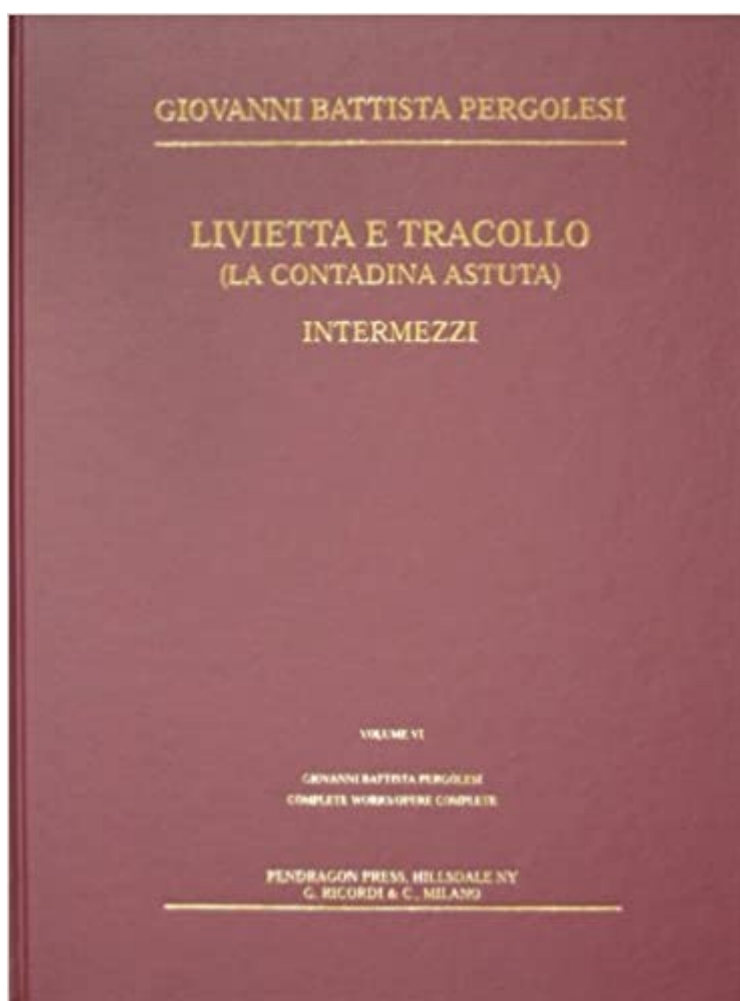 GIOVANNI BATTISTA PERGOLESI
LIVIETTA E TRACOLLO
(LA CONTADINA ASTUTA)
INTERMEZZI
VOLUME VI
GIOVANNI BATTISTA PERGOLESI
COMPLETE WORKS/OPERE COMPLETE
PENDRAGON PRESS, HILLSDALE NY
G. RICORDI & C., MILANO